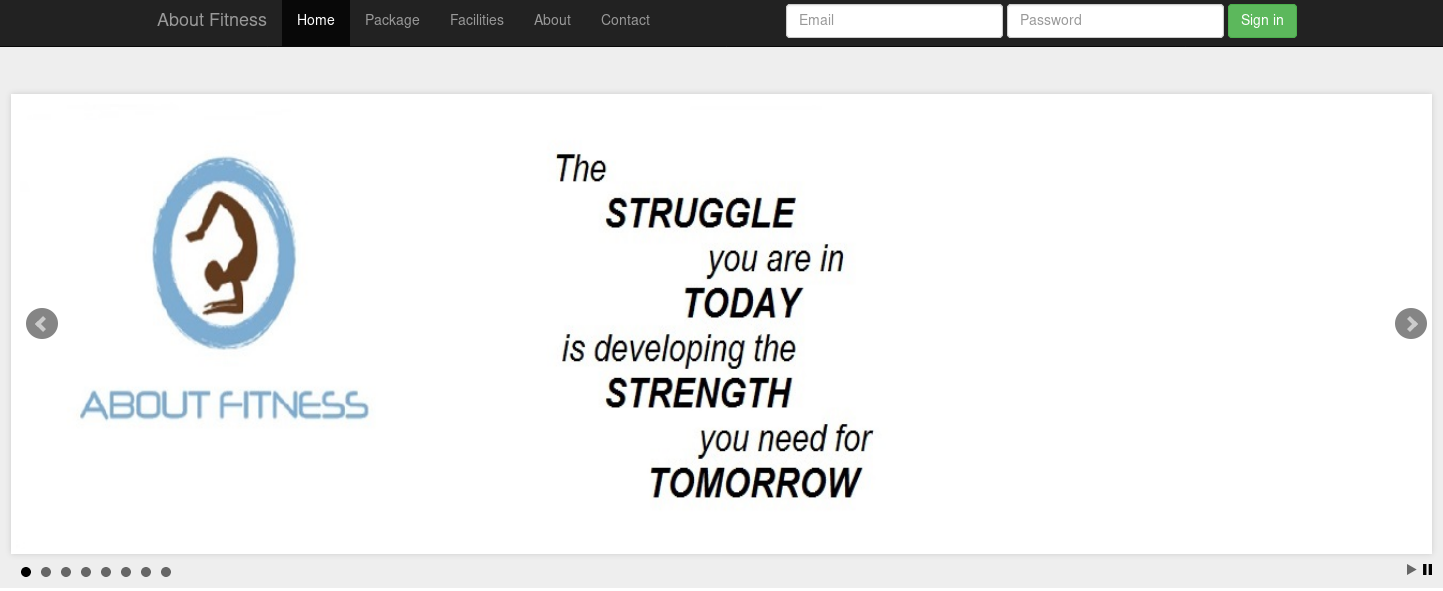 About Fitness Home Package Facilities About Contact Email Password Sign in
The
STRUGGLE
you are in
TODAY
is developing the
STRENGTH
you need for
TOMORROW
ABOUT FITNESS